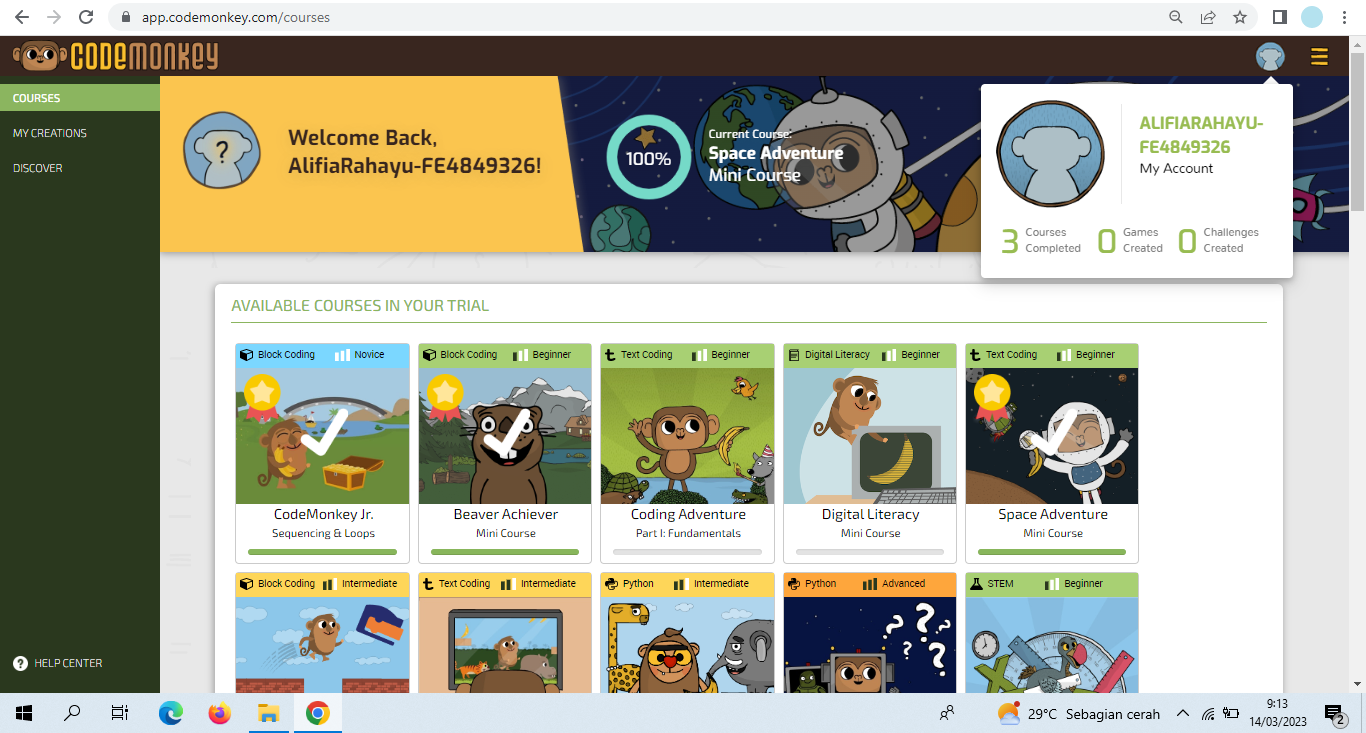 app.codemonkey.com/courses
CODEMONKEY
COURSES
MY CREATIONS
DISCOVER
HELP CENTER
?
Welcome Back,
AlifiaRahayu-FE4849326!
100%
Current Course:
Space Adventure
Mini Course
ALIFIARAHAYU-
FE4849326
My Account
3 Courses Completed
0 Games Created
0 Challenges Created
AVAILABLE COURSES IN YOUR TRIAL
Block Coding Novice
CodeMonkey Jr.
Sequencing & Loops
Block Coding Beginner
Beaver Achiever
Mini Course
Text Coding Beginner
Coding Adventure
Part I: Fundamentals
Digital Literacy Beginner
Digital Literacy
Mini Course
Text Coding Beginner
Space Adventure
Mini Course
Block Coding Intermediate
Text Coding Intermediate
Python Intermediate
Python Advanced
? ? ? ?
STEM Beginner
29°C Sebagian cerah
9:13
14/03/2023
2